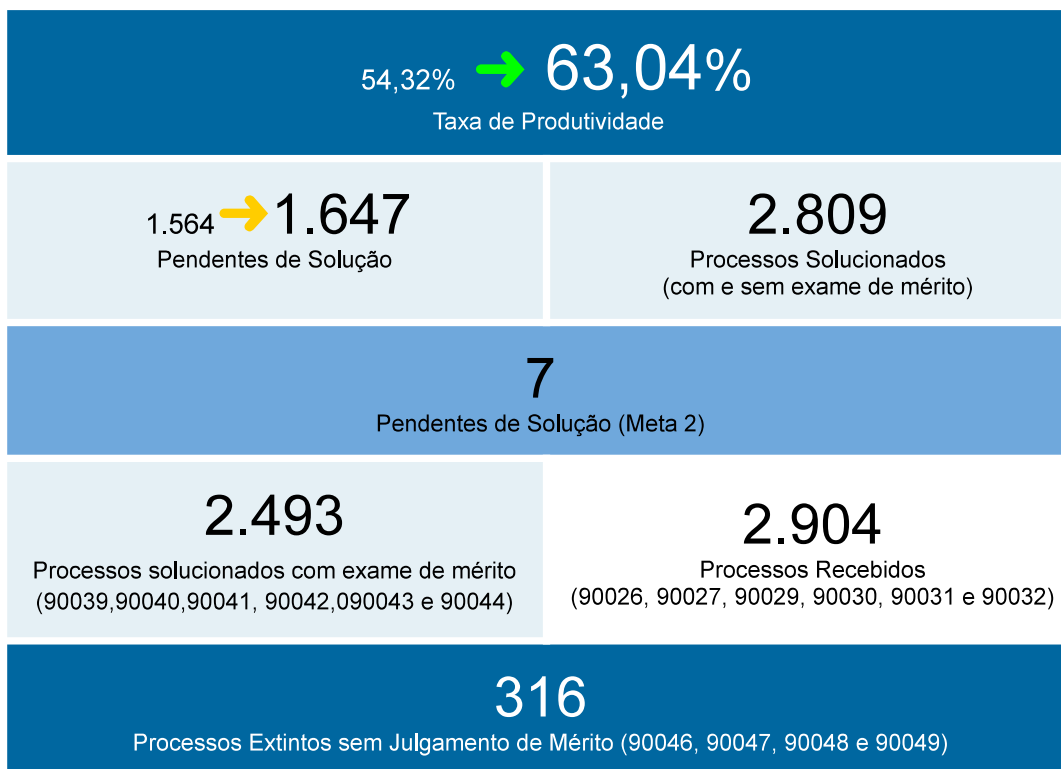 54,32% ➜ 63,04%
Taxa de Produtividade
1.564 ➜ 1.647
Pendentes de Solução
2.809
Processos Solucionados
(com e sem exame de mérito)
7
Pendentes de Solução (Meta 2)
2.493
Processos solucionados com exame de mérito
(90039,90040,90041, 90042,090043 e 90044)
2.904
Processos Recebidos
(90026, 90027, 90029, 90030, 90031 e 90032)
316
Processos Extintos sem Julgamento de Mérito (90046, 90047, 90048 e 90049)